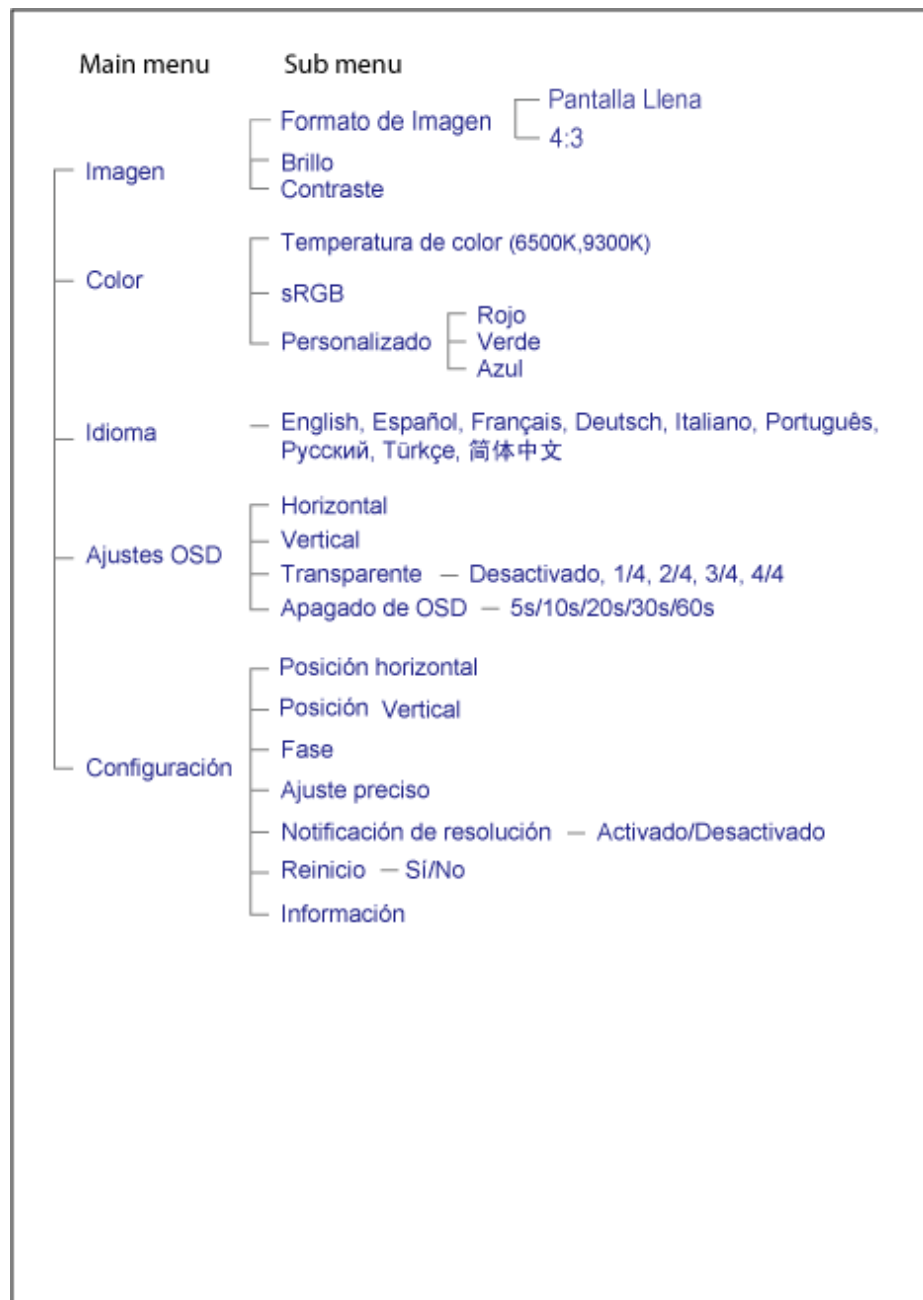 Main menu Sub menu
Formato de Imagen Pantalla Llena
4:3
Imagen Brillo
Contraste
Temperatura de color (6500K,9300K)
Color sRGB
Personalizado Rojo
Verde
Azul
Idioma — English, Español, Français, Deutsch, Italiano, Português,
Русский, Türkçe, 简体中文
Horizontal
Vertical
Ajustes OSD Transparente — Desactivado, 1/4, 2/4, 3/4, 4/4
Apagado de OSD — 5s/10s/20s/30s/60s
Posición horizontal
Posición Vertical
Fase
Configuración Ajuste preciso
Notificación de resolución — Activado/Desactivado
Reinicio — Sí/No
Información